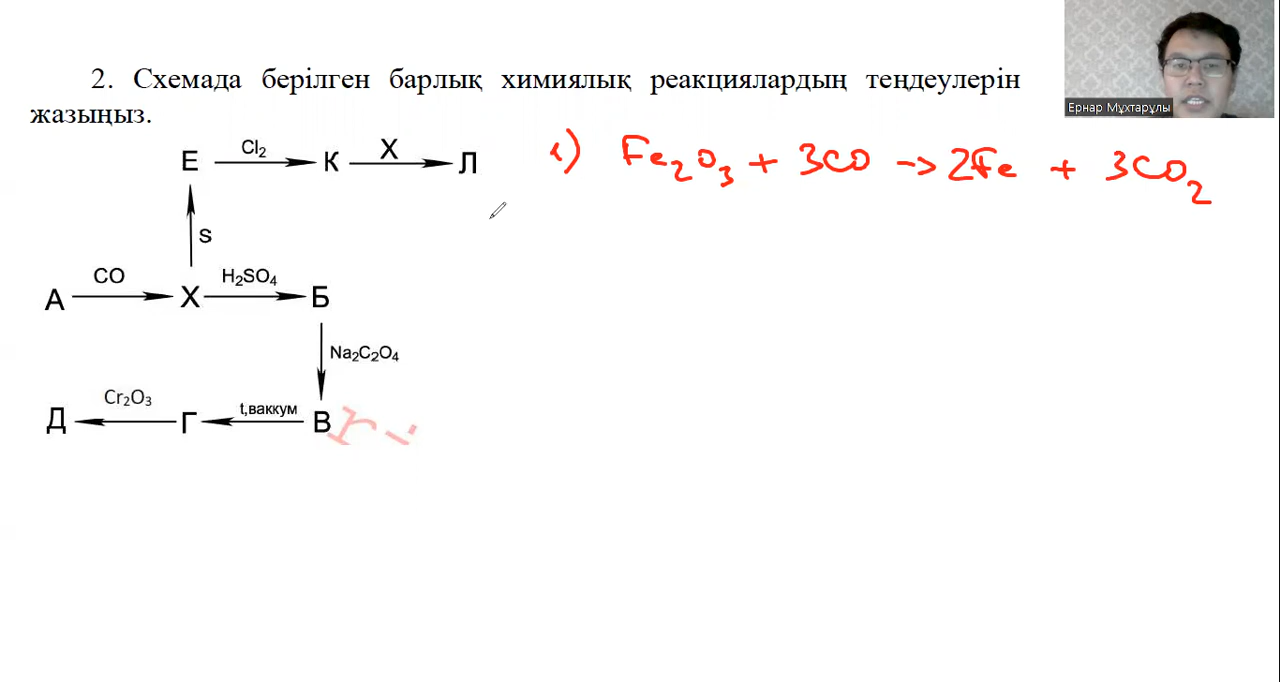 Ернар Мұхтарұлы
2. Схемада берілген барлық химиялық реакциялардың теңдеулерін
жазыңыз.
Е Cl₂ К Х Л
1) Fe₂O₃ + 3CO → 2Fe + 3CO₂
S
А CO Х H₂SO₄ Б
Na₂C₂O₄
Д Cr₂O₃ Г t,ваккум В